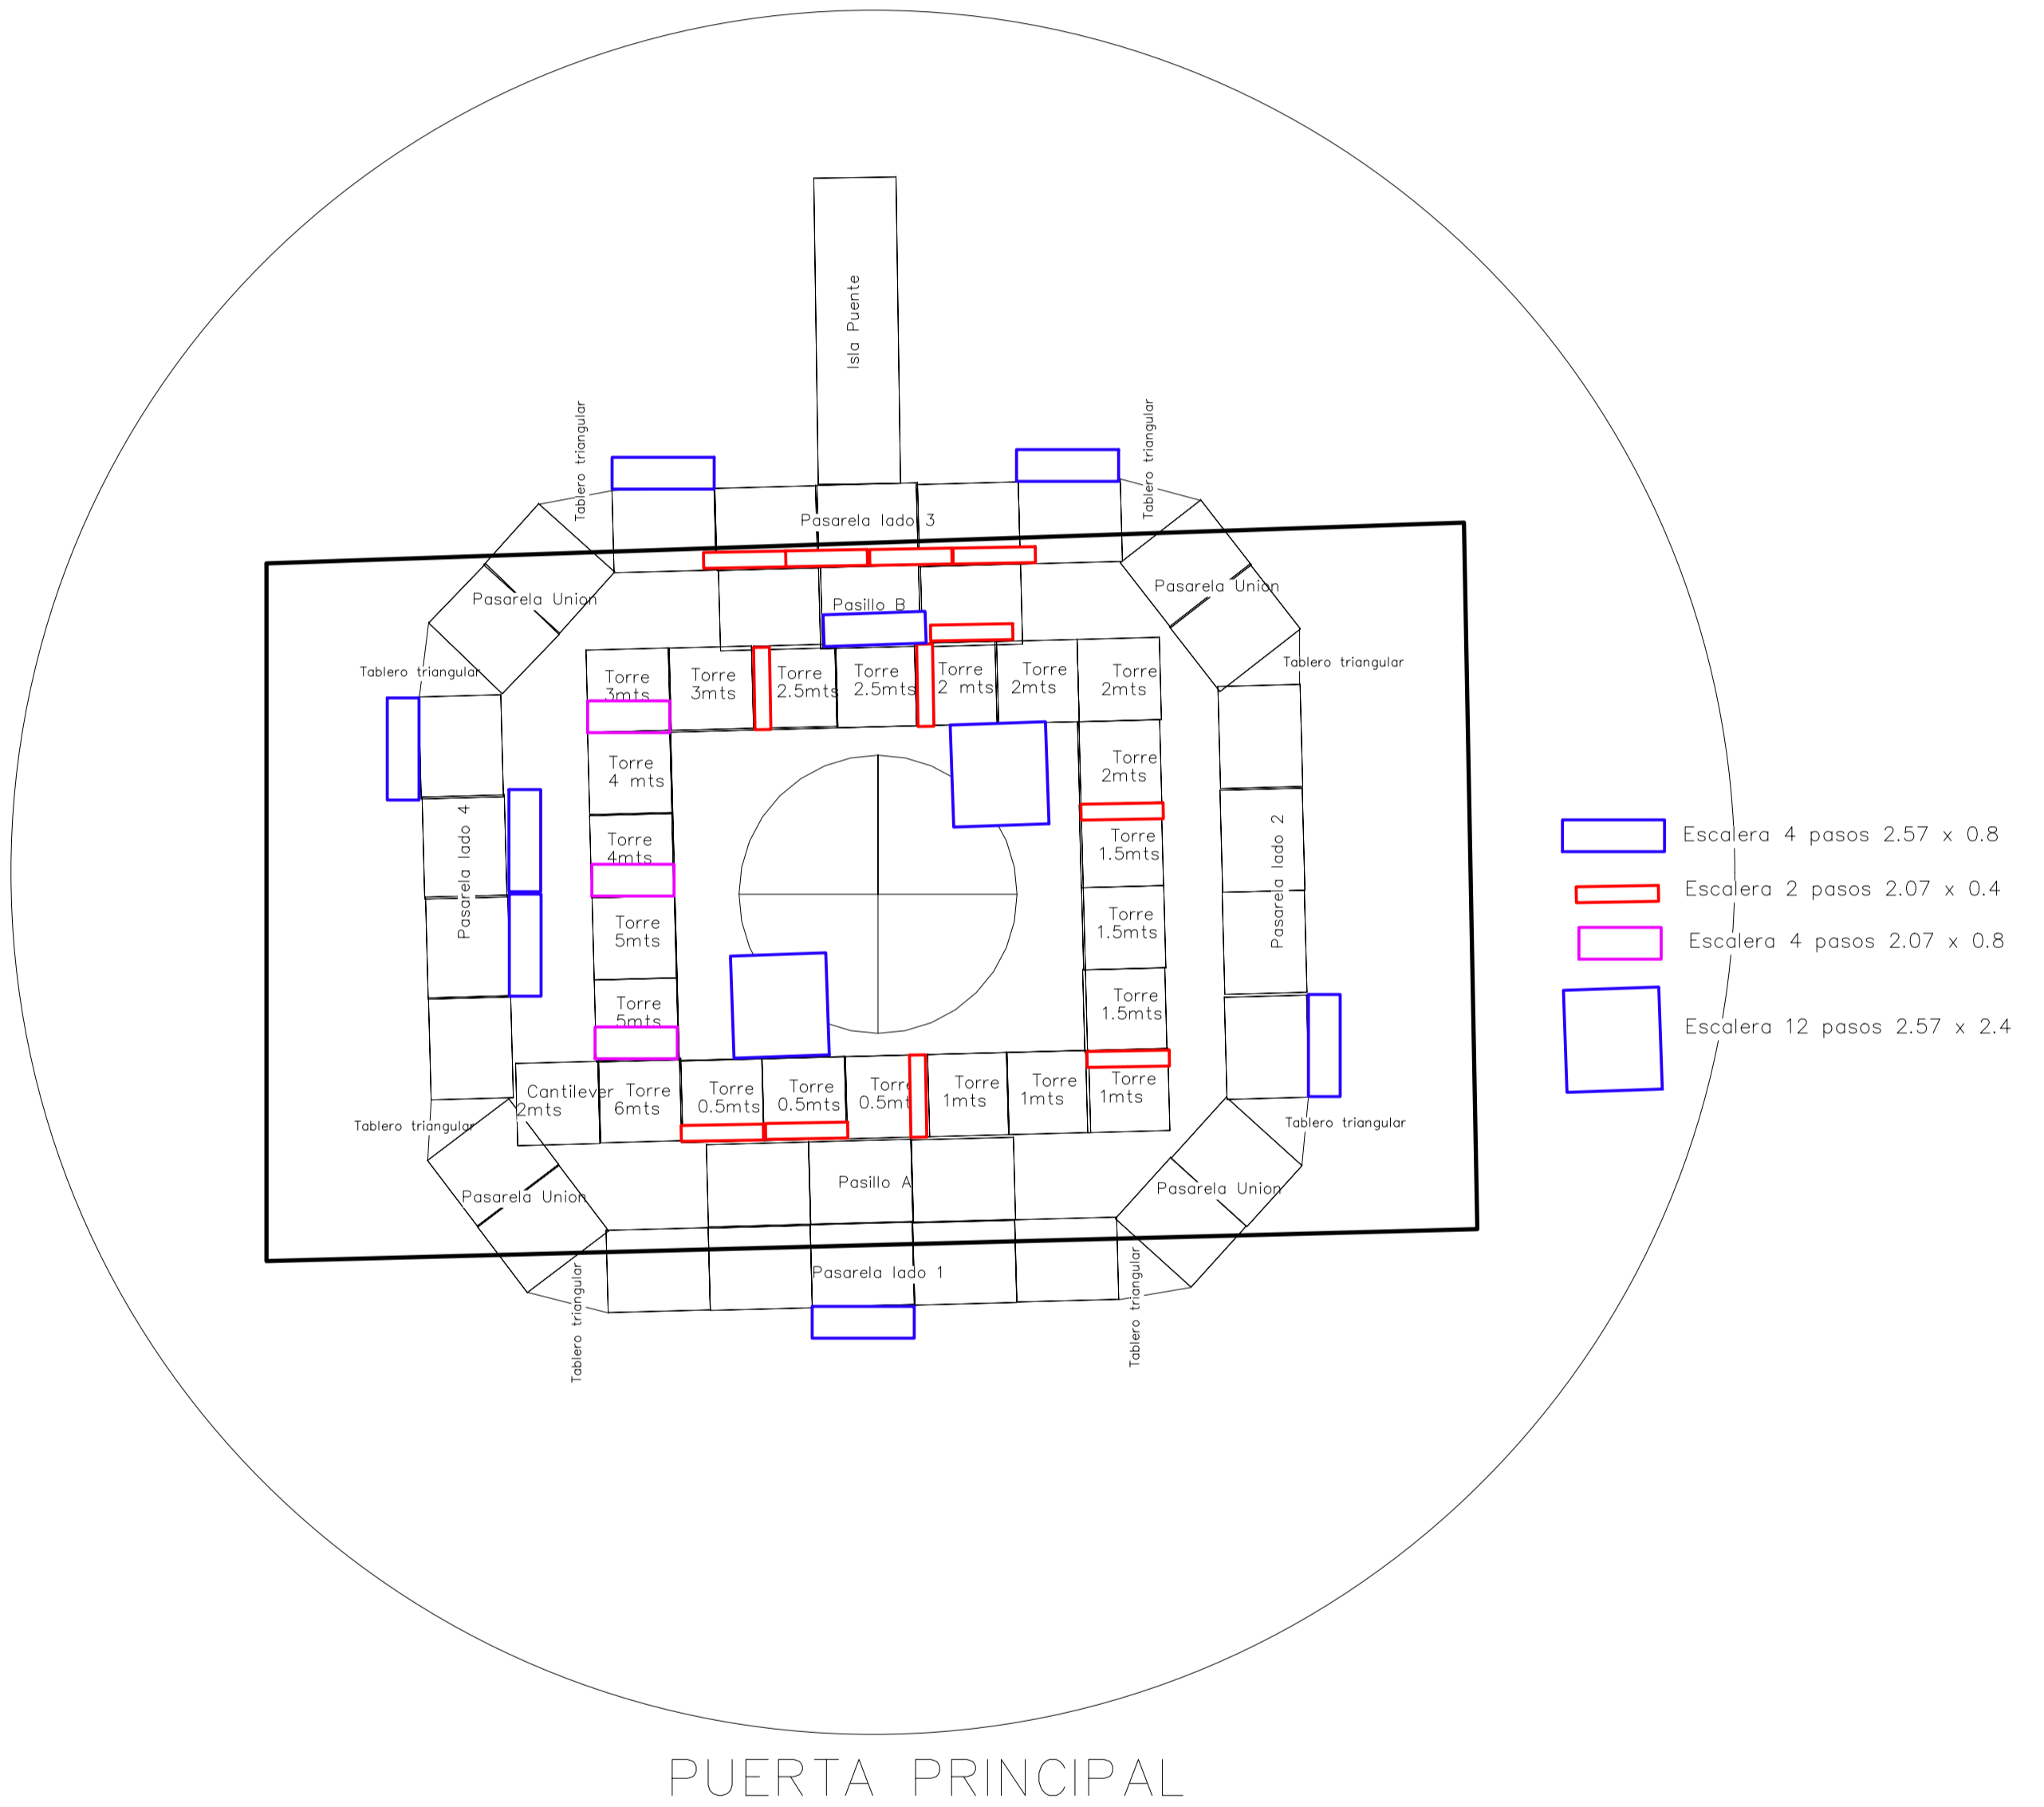 Isla Puente
Tablero triangular
Tablero triangular
Pasarela lado 3
Pasarela Union
Pasarela Union
Pasillo B
Tablero triangular
Tablero triangular
Torre
3mts
Torre
3mts
Torre
2.5mts
Torre
2.5mts
Torre
2 mts
Torre
2mts
Torre
2mts
Torre
4 mts
Torre
2mts
Pasarela lado 4
Torre
4mts
Torre
1.5mts
Pasarela lado 2
Escalera 4 pasos 2.57 x 0.8
Escalera 2 pasos 2.07 x 0.4
Torre
5mts
Torre
1.5mts
Escalera 4 pasos 2.07 x 0.8
Torre
5mts
Torre
1.5mts
Escalera 12 pasos 2.57 x 2.4
Cantilever
2mts
Torre
6mts
Torre
0.5mts
Torre
0.5mts
Torre
0.5mt
Torre
1mts
Torre
1mts
Torre
1mts
Tablero triangular
Tablero triangular
Pasillo A
Pasarela Union
Pasarela Union
Pasarela lado 1
Tablero triangular
Tablero triangular
PUERTA PRINCIPAL